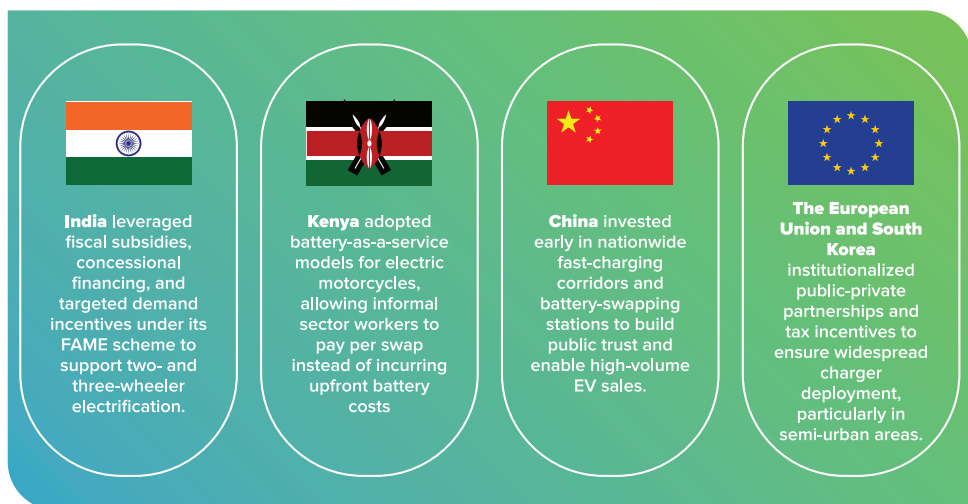 India leveraged
fiscal subsidies,
concessional
financing, and
targeted demand
incentives under its
FAME scheme to
support two- and
three-wheeler
electrification.
Kenya adopted
battery-as-a-service
models for electric
motorcycles,
allowing informal
sector workers to
pay per swap
instead of incurring
upfront battery
costs
China invested
early in nationwide
fast-charging
corridors and
battery-swapping
stations to build
public trust and
enable high-volume
EV sales.
The European
Union and South
Korea
institutionalized
public-private
partnerships and
tax incentives to
ensure widespread
charger
deployment,
particularly in
semi-urban areas.